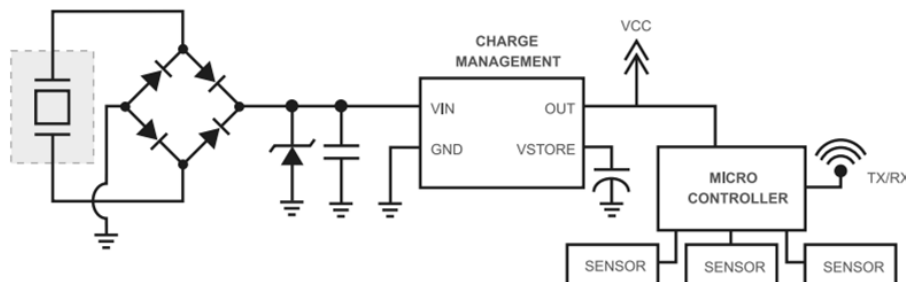 VCC
CHARGE
MANAGEMENT
VIN
OUT
GND
VSTORE
MICRO
CONTROLLER
TX/RX
SENSOR
SENSOR
SENSOR